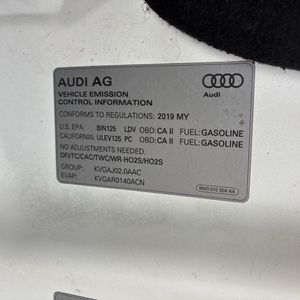 AUDI AG
Audi
VEHICLE EMISSION
CONTROL INFORMATION
CONFORMS TO REGULATIONS: 2019 MY
U.S. EPA: BIN125 LDV OBD: CA II FUEL: GASOLINE
CALIFORNIA: ULEV125 PC OBD: CA II FUEL: GASOLINE
NO ADJUSTMENTS NEEDED.
DFI/TC/CAC/TWC/WR-HO2S/HO2S
GROUP: KVGAJ02.0AAC
EVAP: KVGAR0140ACN
8W0 010 504 AA